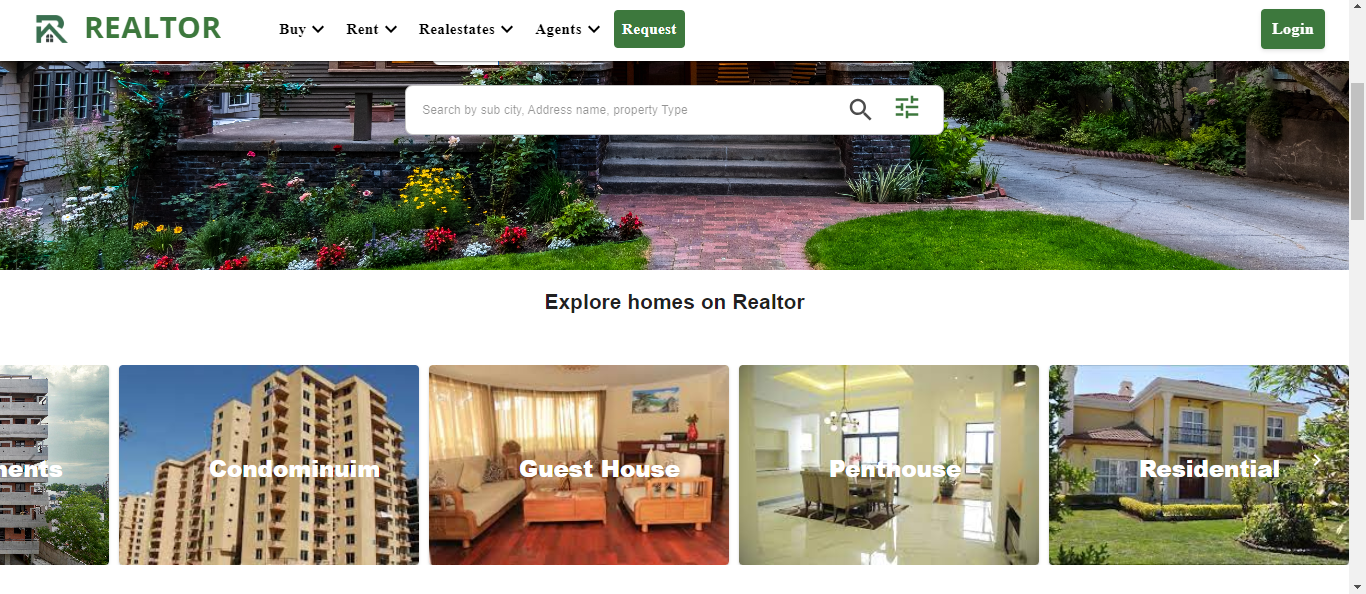 REALTOR
Buy
Rent
Realestates
Agents
Request
Login
Search by sub city, Address name, property Type
Explore homes on Realtor
nents
Condominuim
Guest House
Penthouse
Residential